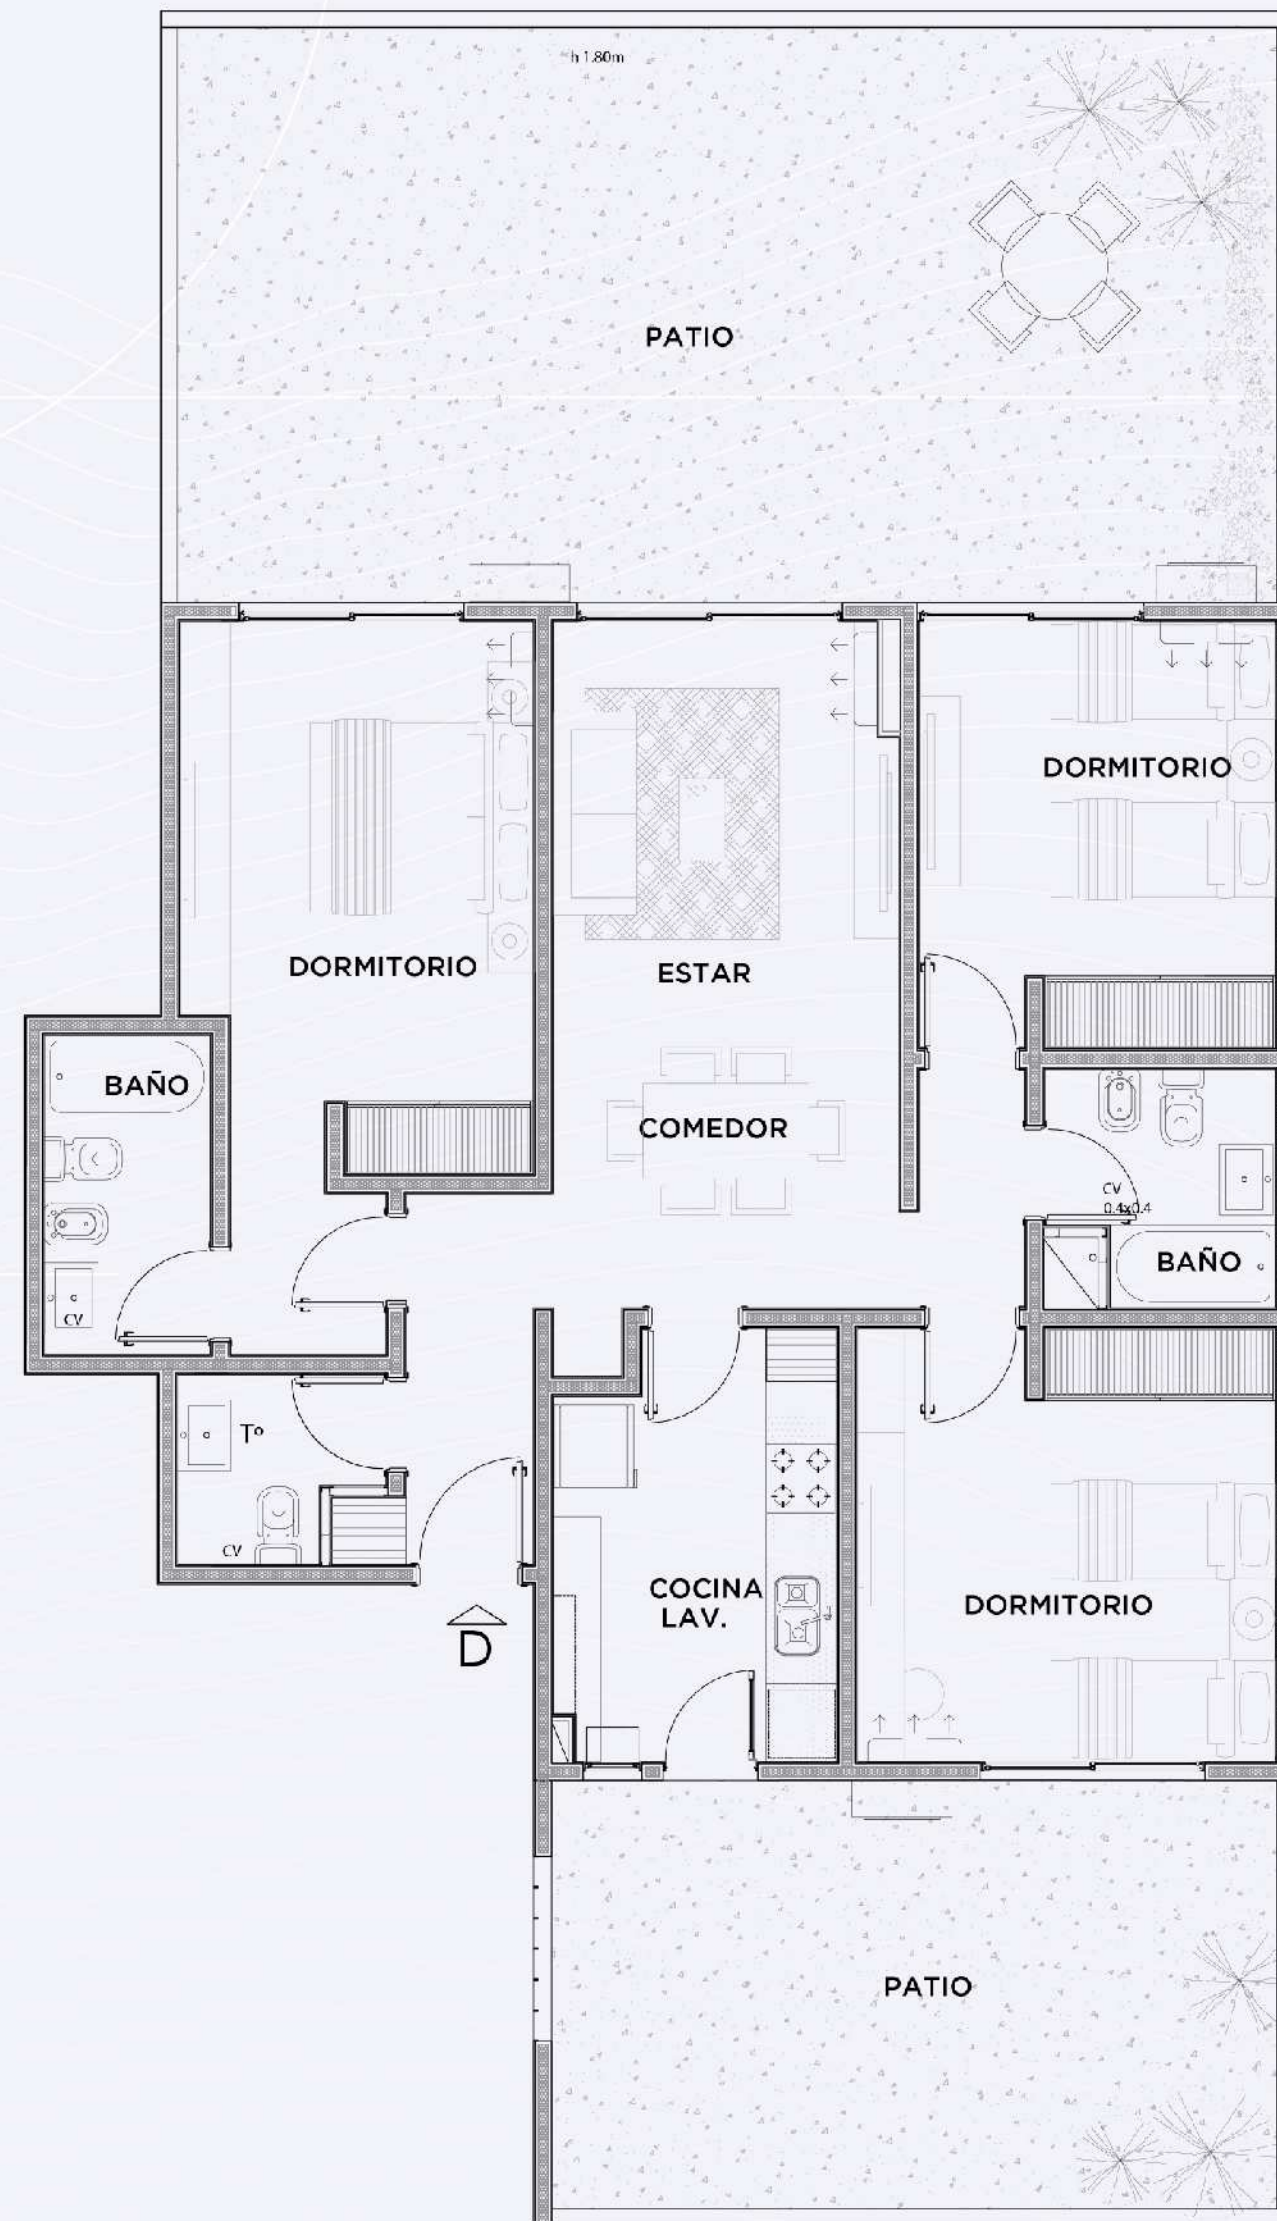 h 1.80m
PATIO
DORMITORIO
DORMITORIO
ESTAR
BAÑO
COMEDOR
CV
0.4x0.4
BAÑO
CV
Tº
CV
COCINA
LAV.
DORMITORIO
D
PATIO